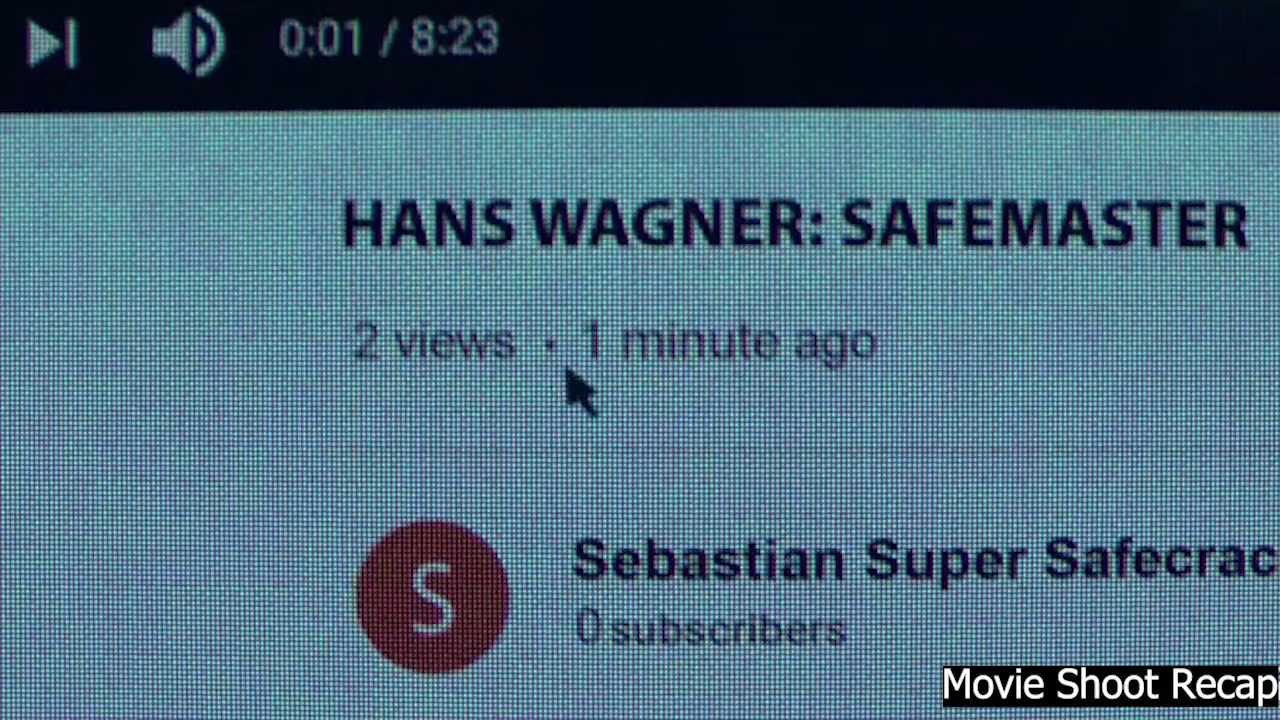 0:01 / 8:23
HANS WAGNER: SAFEMASTER
2 views · 1 minute ago
S
Sebastian Super Safecrac
0 subscribers
Movie Shoot Recap